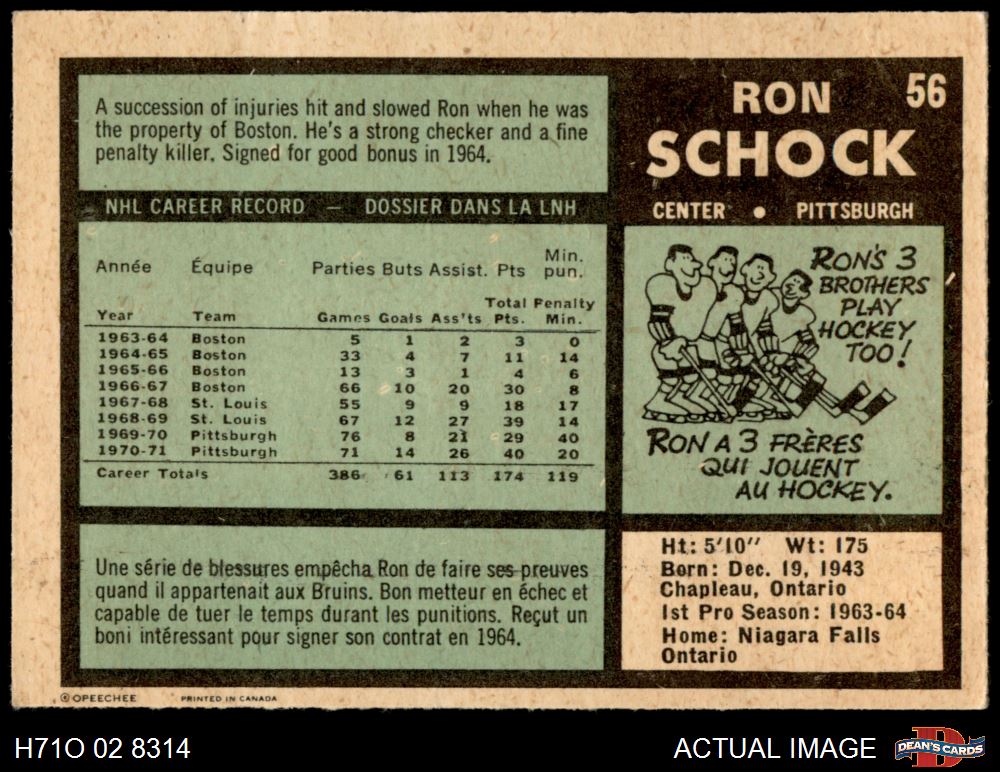 A succession of injuries hit and slowed Ron when he was
the property of Boston. He's a strong checker and a fine
penalty killer. Signed for good bonus in 1964.
NHL CAREER RECORD — DOSSIER DANS LA LNH
Année Équipe Parties Buts Assist. Pts Min. pun.
Year Team Games Goals Ass'ts Total Pts. Penalty Min.
1963-64 Boston 5 1 2 3 0
1964-65 Boston 33 4 7 11 14
1965-66 Boston 13 3 1 4 6
1966-67 Boston 66 10 20 30 8
1967-68 St. Louis 55 9 9 18 17
1968-69 St. Louis 67 12 27 39 14
1969-70 Pittsburgh 76 8 21 29 40
1970-71 Pittsburgh 71 14 26 40 20
Career Totals 386 61 113 174 119
Une série de blessures empêcha Ron de faire ses preuves
quand il appartenait aux Bruins. Bon metteur en échec et
capable de tuer le temps durant les punitions. Reçut un
boni intéressant pour signer son contrat en 1964.
© OPEECHEE PRINTED IN CANADA
56
RON
SCHOCK
CENTER • PITTSBURGH
RON'S 3
BROTHERS
PLAY
HOCKEY
TOO!
RON A 3 FRÈRES
QUI JOUENT
AU HOCKEY.
Ht: 5'10" Wt: 175
Born: Dec. 19, 1943
Chapleau, Ontario
1st Pro Season: 1963-64
Home: Niagara Falls
Ontario
H71O 02 8314
ACTUAL IMAGE
D
DEAN'S CARDS